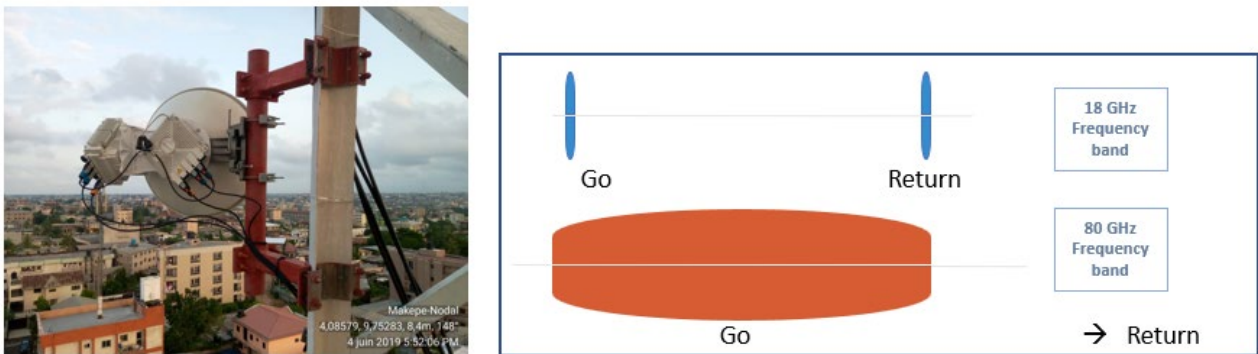 Makepe-Nodal
4,08579, 9,75283, 8,4m, 148°
4 juin 2019 5:52:06 PM
18 GHz
Frequency
band
Go
Return
80 GHz
Frequency
band
Go
→ Return